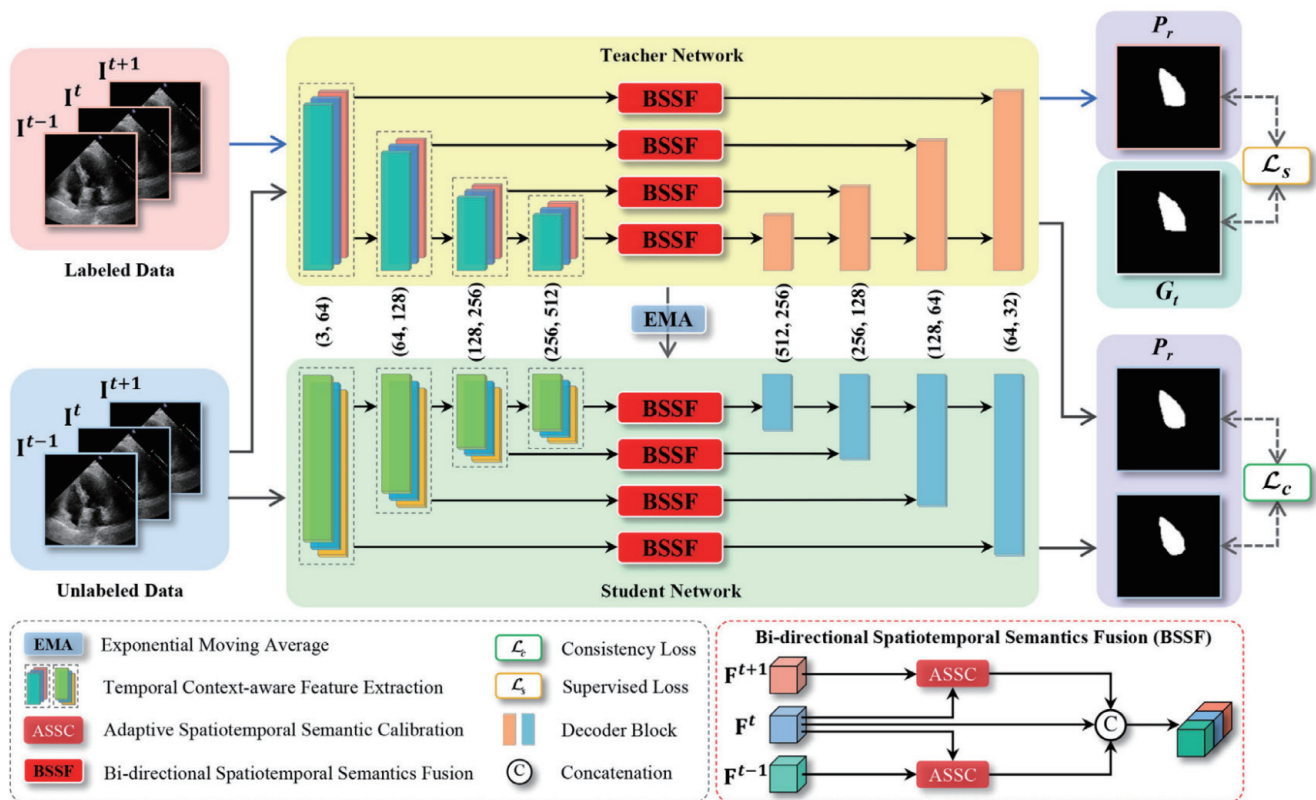 Teacher Network
P_r
I^{t+1}
I^t
I^{t-1}
BSSF
BSSF
BSSF
BSSF
ℒ_s
Labeled Data
G_t
(3, 64)
(64, 128)
(128, 256)
(256, 512)
EMA
(512, 256)
(256, 128)
(128, 64)
(64, 32)
P_r
I^{t+1}
I^t
I^{t-1}
BSSF
BSSF
BSSF
BSSF
ℒ_c
Unlabeled Data
Student Network
EMA Exponential Moving Average
Temporal Context-aware Feature Extraction
ASSC Adaptive Spatiotemporal Semantic Calibration
BSSF Bi-directional Spatiotemporal Semantics Fusion
ℒ_c Consistency Loss
ℒ_s Supervised Loss
Decoder Block
C Concatenation
Bi-directional Spatiotemporal Semantics Fusion (BSSF)
F^{t+1}
ASSC
F^t
C
F^{t-1}
ASSC